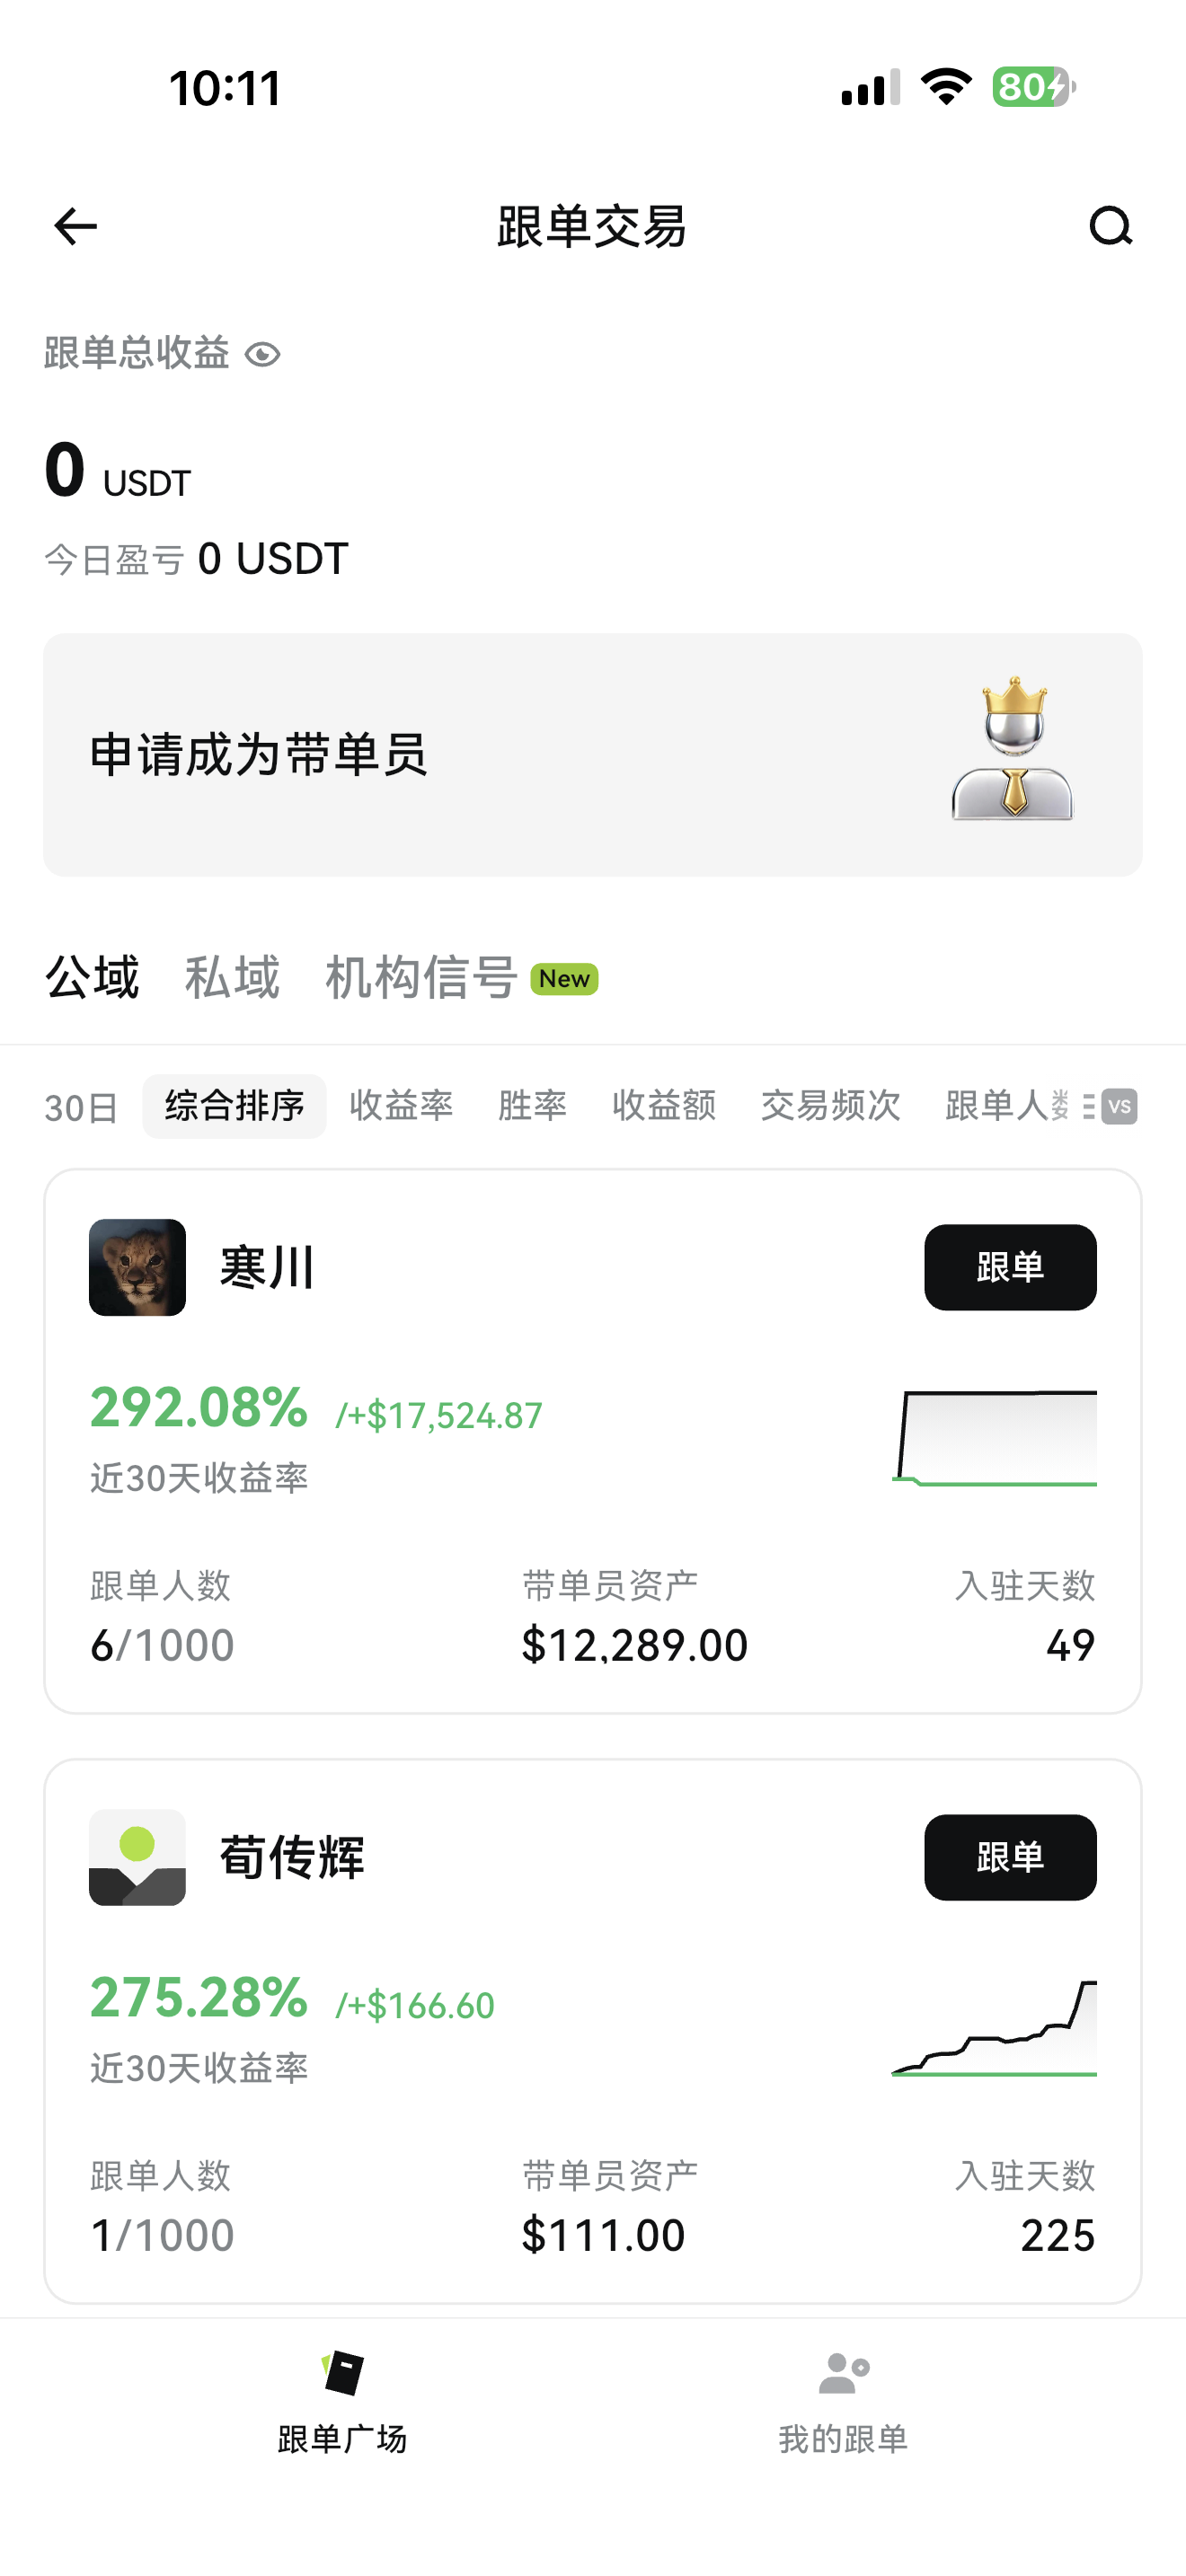 10:11
80
跟单交易
跟单总收益
0 USDT
今日盈亏 0 USDT
申请成为带单员
公域 私域 机构信号 New
30日 综合排序 收益率 胜率 收益额 交易频次 跟单人数 VS
寒川 跟单
292.08% /+$17,524.87
近30天收益率
跟单人数 带单员资产 入驻天数
6/1000 $12,289.00 49
荀传辉 跟单
275.28% /+$166.60
近30天收益率
跟单人数 带单员资产 入驻天数
1/1000 $111.00 225
跟单广场 我的跟单